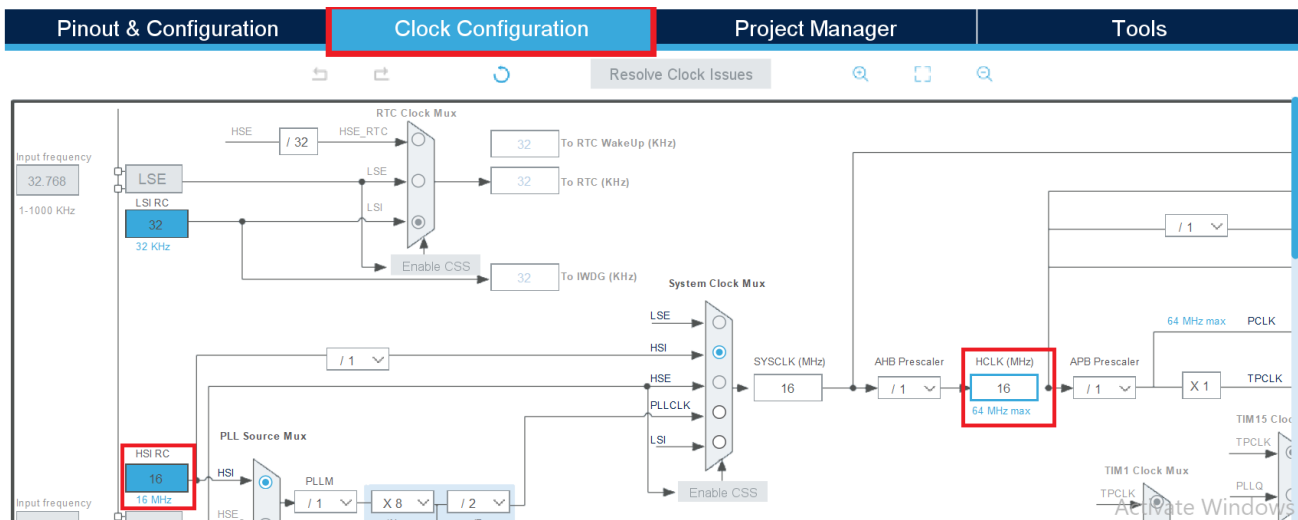 Pinout & Configuration
Clock Configuration
Project Manager
Tools
Resolve Clock Issues
RTC Clock Mux
HSE
/ 32
HSE_RTC
32
To RTC WakeUp (KHz)
Input frequency
32.768
1-1000 KHz
LSE
LSE
32
To RTC (KHz)
LSI RC
32
32 KHz
LSI
/ 1
Enable CSS
32
To IWDG (KHz)
System Clock Mux
LSE
64 MHz max
PCLK
HSI
/ 1
SYSCLK (MHz)
AHB Prescaler
HCLK (MHz)
APB Prescaler
HSE
16
/ 1
16
/ 1
X 1
TPCLK
64 MHz max
PLLCLK
LSI
TIM15 Cloc
TPCLK
PLL Source Mux
HSI RC
16
16 MHz
HSI
PLLM
/ 1
X 8
/ 2
Enable CSS
TIM1 Clock Mux
TPCLK
PLLQ
Input frequency
HSE
Activate Windows